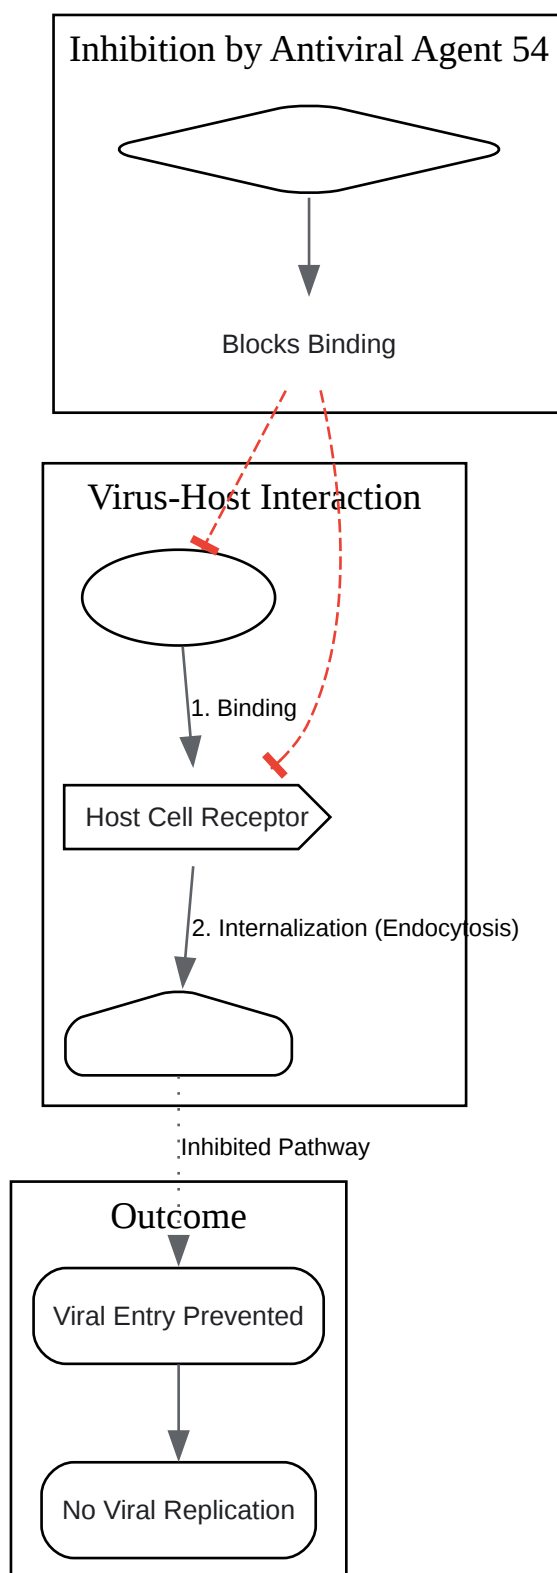 Inhibition by Antiviral Agent 54
Blocks Binding
Virus-Host Interaction
1. Binding
Host Cell Receptor
2. Internalization (Endocytosis)
Inhibited Pathway
Outcome
Viral Entry Prevented
No Viral Replication